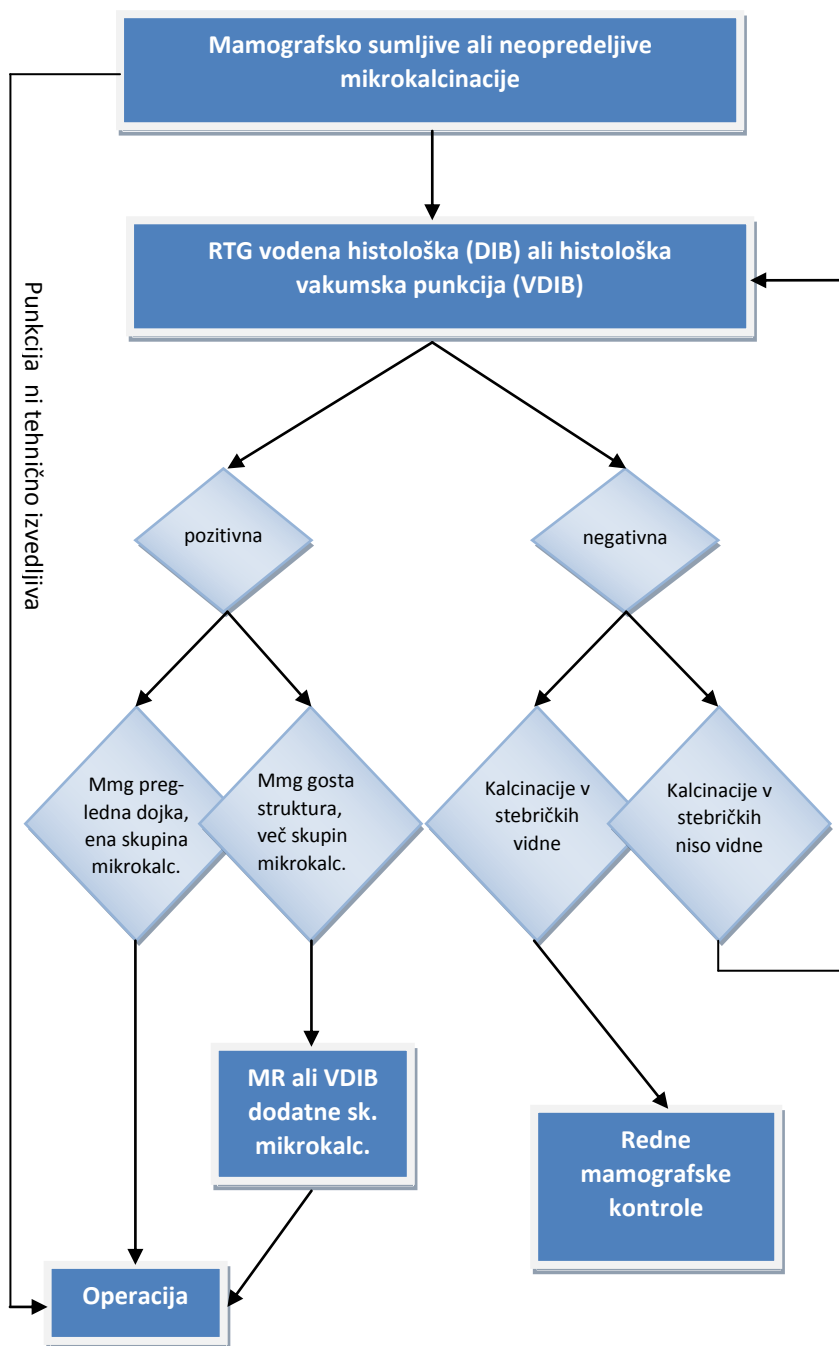 Mamografsko sumljive ali neopredeljive
mikrokalcinacije
RTG vodena histološka (DIB) ali histološka
vakumska punkcija (VDIB)
Punkcija ni tehnično izvedljiva
pozitivna
negativna
Mmg preg-
ledna dojka,
ena skupina
mikrokalc.
Mmg gosta
struktura,
več skupin
mikrokalc.
Kalcinacije v
stebričkih
vidne
Kalcinacije v
stebričkih
niso vidne
MR ali VDIB
dodatne sk.
mikrokalc.
Redne
mamografske
kontrole
Operacija